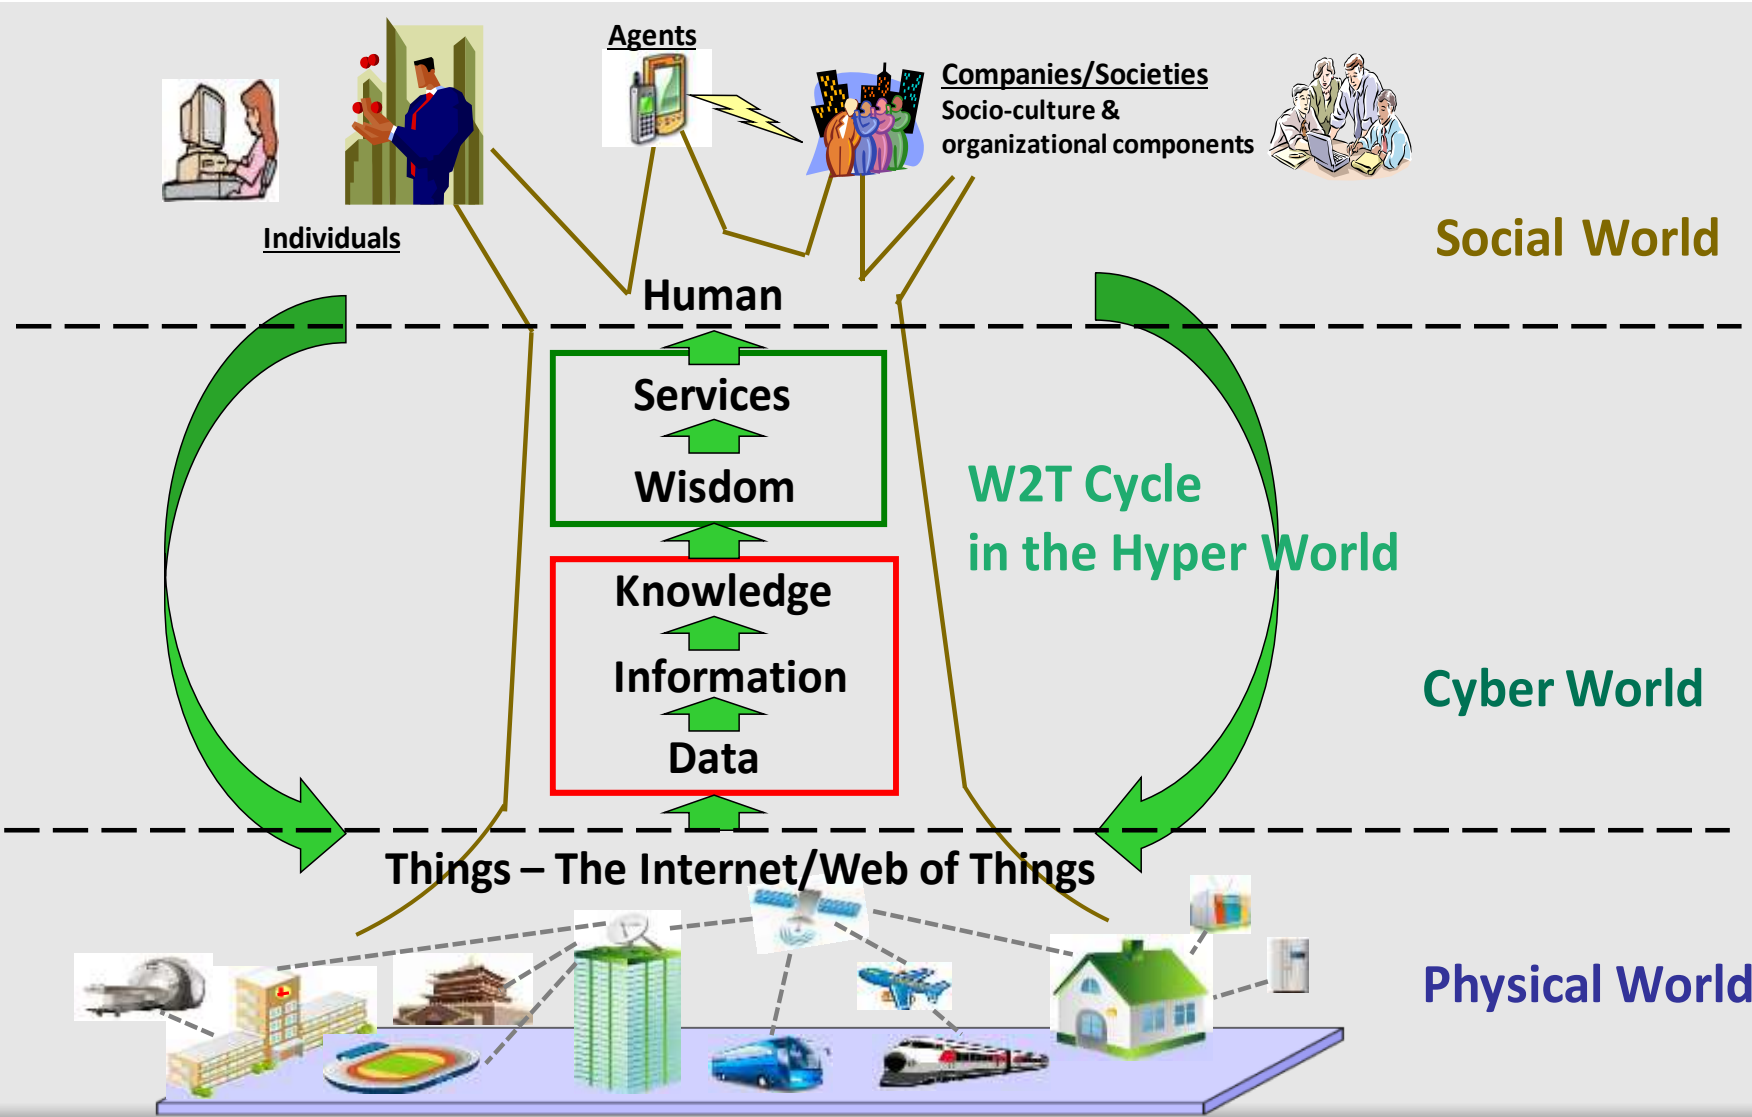 Agents
Companies/Societies
Socio-culture &
organizational components
Individuals
Social World
Human
Services
Wisdom
W2T Cycle
in the Hyper World
Knowledge
Information
Cyber World
Data
Things – The Internet/Web of Things
Physical World